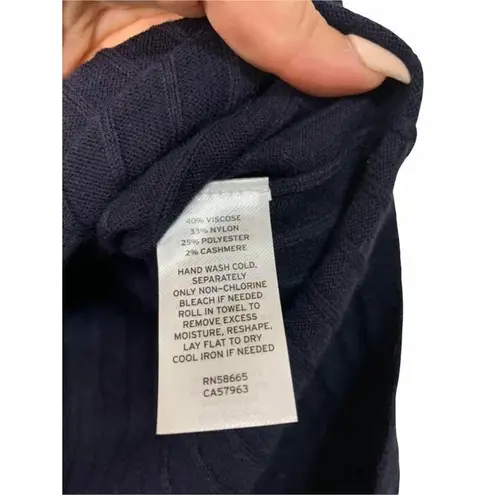 40% VISCOSE
33% NYLON
25% POLYESTER
2% CASHMERE
HAND WASH COLD,
SEPARATELY
ONLY NON-CHLORINE
BLEACH IF NEEDED
ROLL IN TOWEL TO
REMOVE EXCESS
MOISTURE, RESHAPE,
LAY FLAT TO DRY
COOL IRON IF NEEDED
RN58665
CA57963